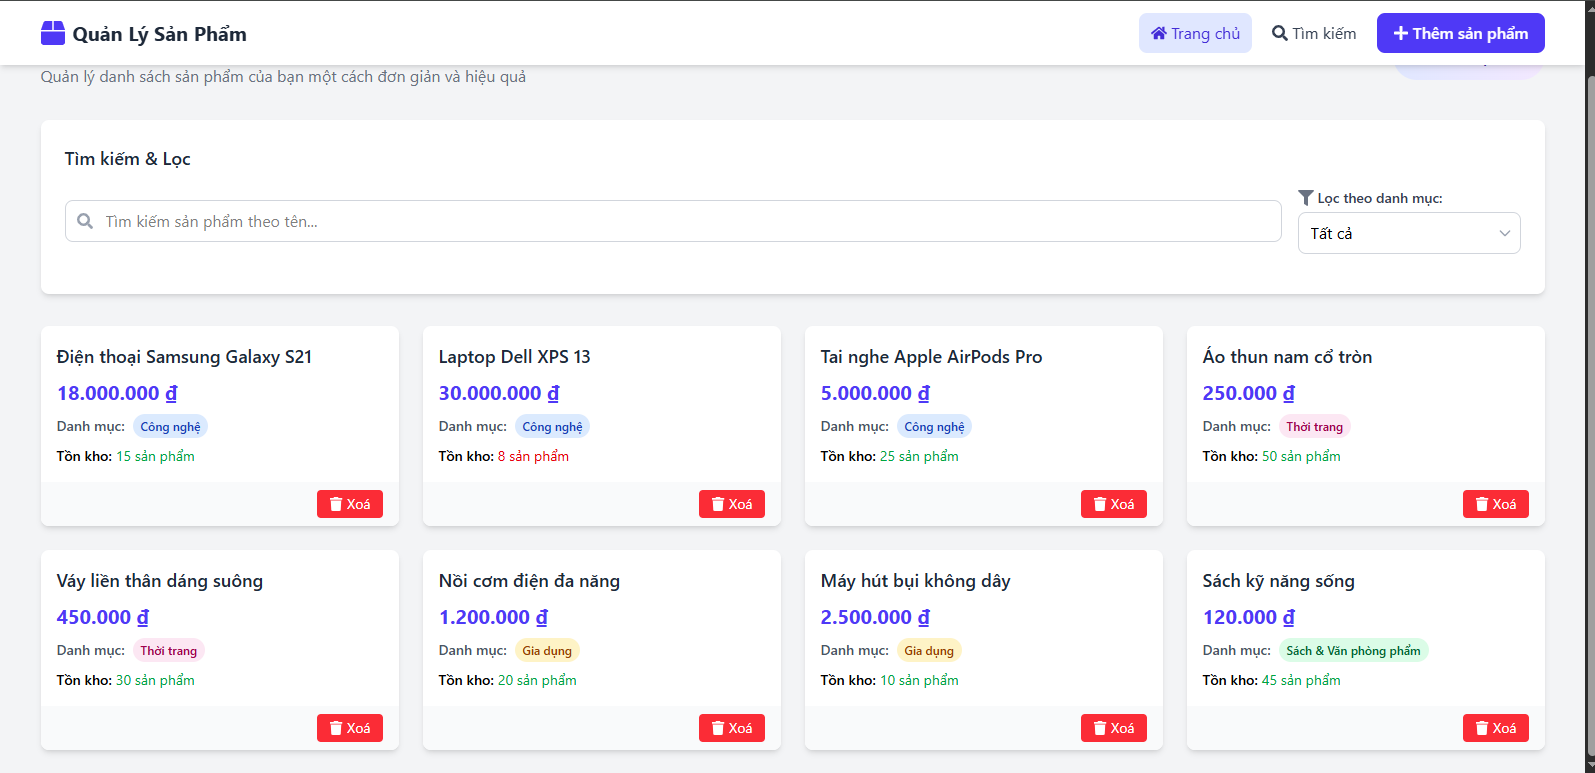 Quản Lý Sản Phẩm
Trang chủ
Tìm kiếm
Thêm sản phẩm
Quản lý danh sách sản phẩm của bạn một cách đơn giản và hiệu quả
Tìm kiếm & Lọc
Lọc theo danh mục:
Tìm kiếm sản phẩm theo tên...
Tất cả
Điện thoại Samsung Galaxy S21
18.000.000 ₫
Danh mục: Công nghệ
Tồn kho: 15 sản phẩm
Xoá
Laptop Dell XPS 13
30.000.000 ₫
Danh mục: Công nghệ
Tồn kho: 8 sản phẩm
Xoá
Tai nghe Apple AirPods Pro
5.000.000 ₫
Danh mục: Công nghệ
Tồn kho: 25 sản phẩm
Xoá
Áo thun nam cổ tròn
250.000 ₫
Danh mục: Thời trang
Tồn kho: 50 sản phẩm
Xoá
Váy liền thân dáng suông
450.000 ₫
Danh mục: Thời trang
Tồn kho: 30 sản phẩm
Xoá
Nồi cơm điện đa năng
1.200.000 ₫
Danh mục: Gia dụng
Tồn kho: 20 sản phẩm
Xoá
Máy hút bụi không dây
2.500.000 ₫
Danh mục: Gia dụng
Tồn kho: 10 sản phẩm
Xoá
Sách kỹ năng sống
120.000 ₫
Danh mục: Sách & Văn phòng phẩm
Tồn kho: 45 sản phẩm
Xoá